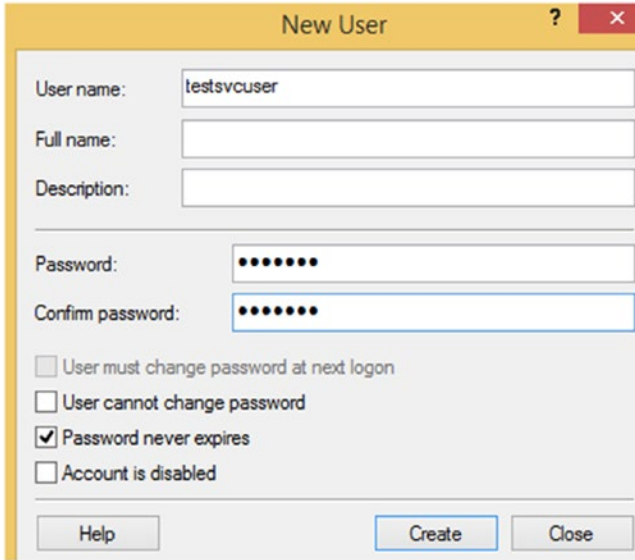 New User
?
User name: testsvcuser
Full name:
Description:
Password: •••••••
Confirm password: •••••••
User must change password at next logon
User cannot change password
Password never expires
Account is disabled
Help Create Close